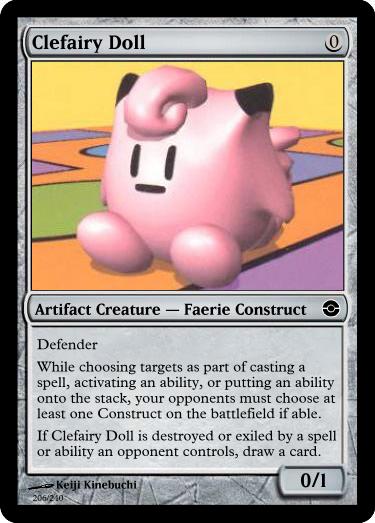 Clefairy Doll 0
Artifact Creature — Faerie Construct
Defender
While choosing targets as part of casting a
spell, activating an ability, or putting an ability
onto the stack, your opponents must choose at
least one Construct on the battlefield if able.
If Clefairy Doll is destroyed or exiled by a spell
or ability an opponent controls, draw a card.
0/1
Keiji Kinebuchi
206/240